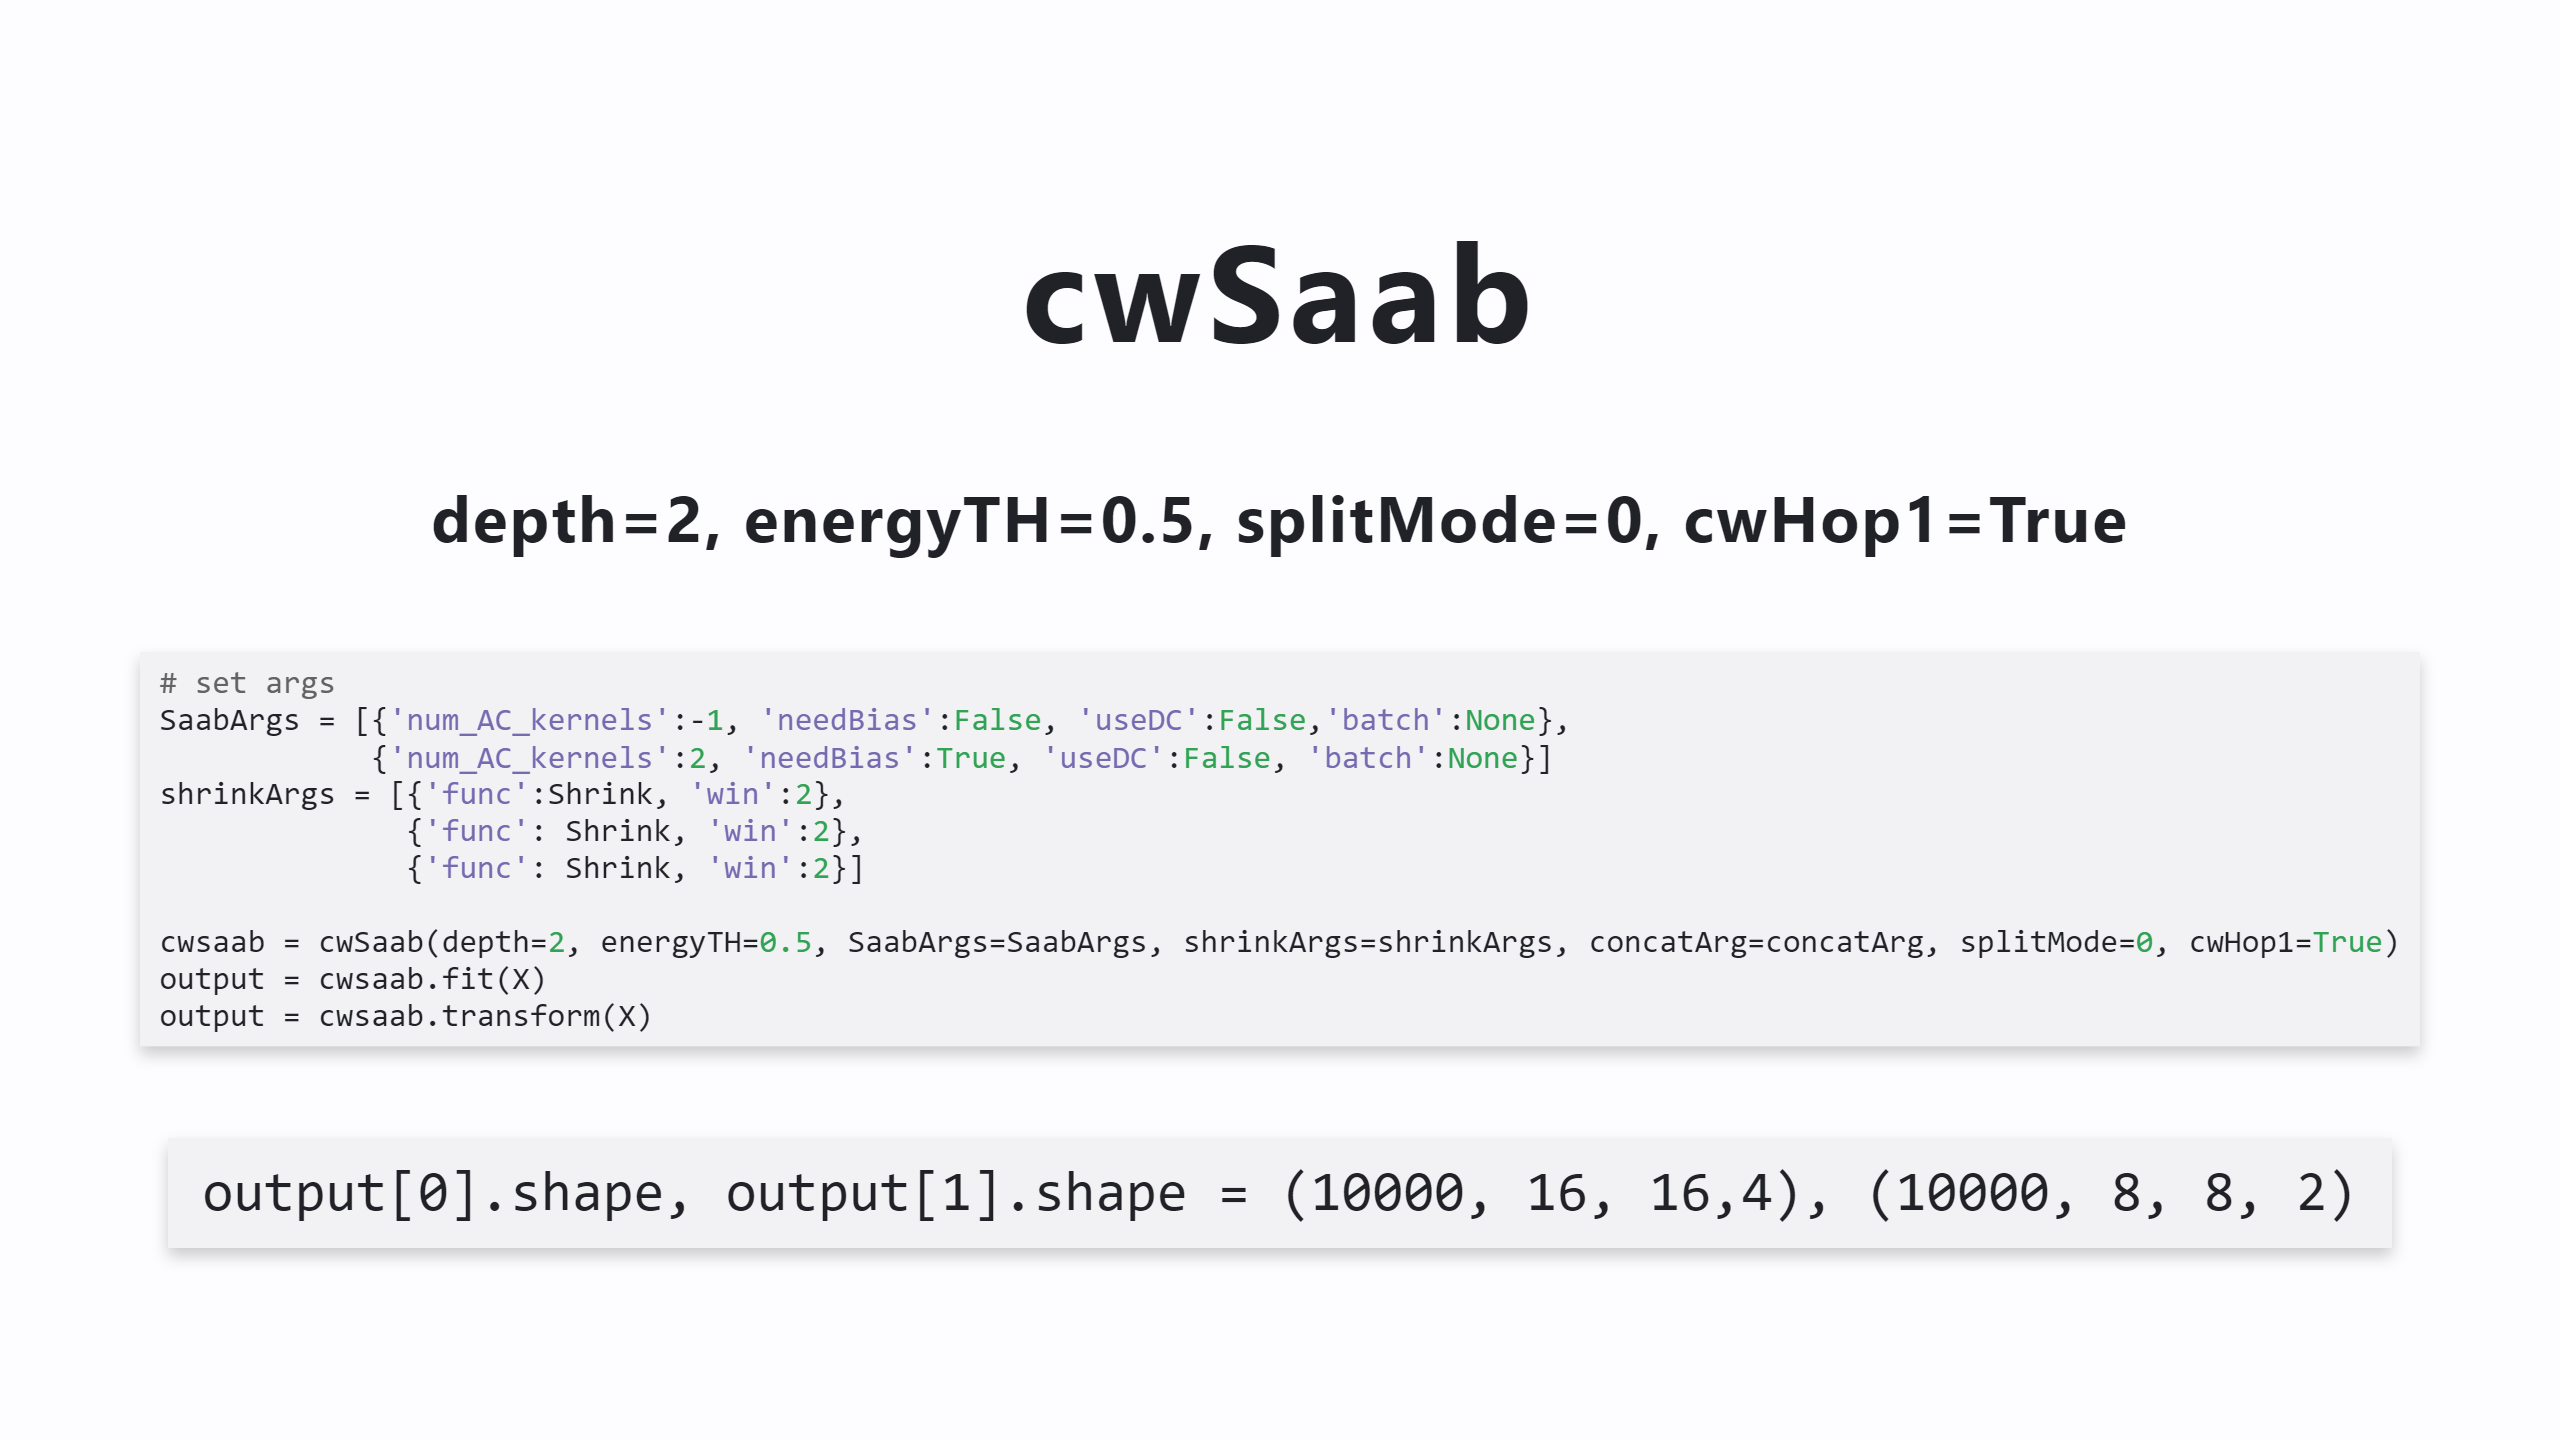 cwSaab
depth=2, energyTH=0.5, splitMode=0, cwHop1=True
# set args
SaabArgs = [{'num_AC_kernels':-1, 'needBias':False, 'useDC':False,'batch':None},
            {'num_AC_kernels':2, 'needBias':True, 'useDC':False, 'batch':None}]
shrinkArgs = [{'func':Shrink, 'win':2},
              {'func': Shrink, 'win':2},
              {'func': Shrink, 'win':2}]
cwsaab = cwSaab(depth=2, energyTH=0.5, SaabArgs=SaabArgs, shrinkArgs=shrinkArgs, concatArg=concatArg, splitMode=0, cwHop1=True)
output = cwsaab.fit(X)
output = cwsaab.transform(X)
output[0].shape, output[1].shape = (10000, 16, 16,4), (10000, 8, 8, 2)